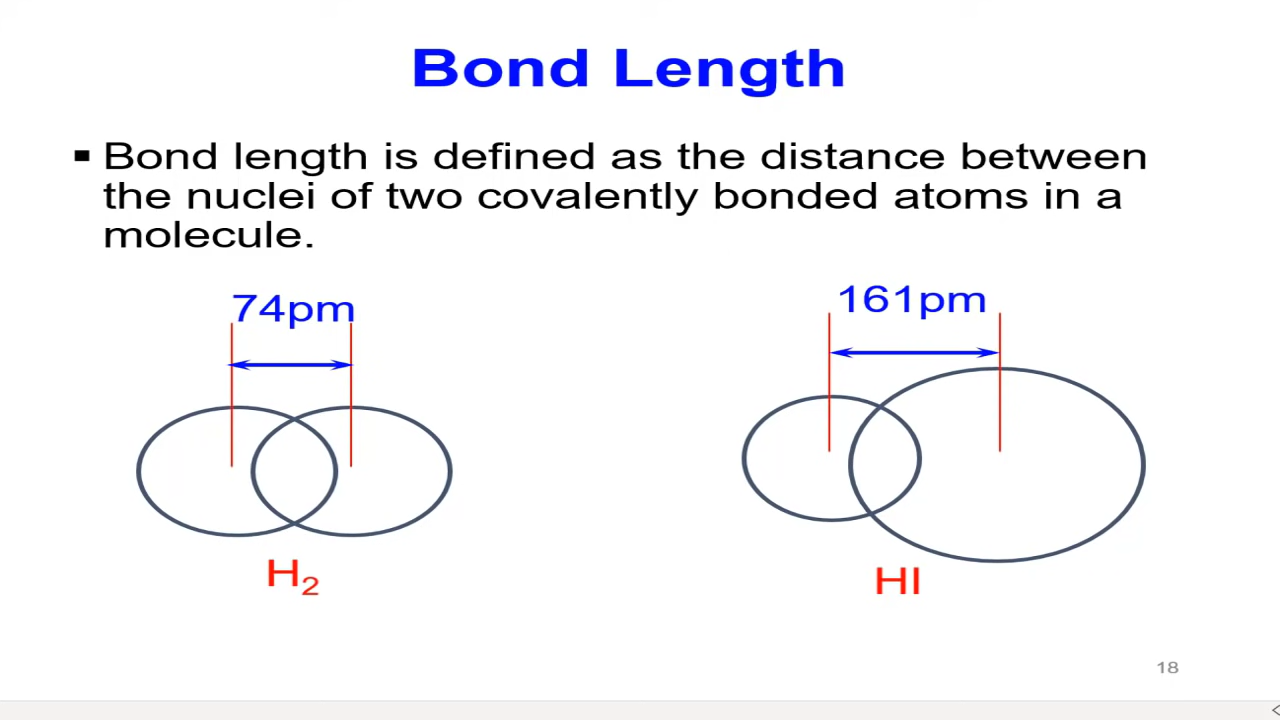 Bond Length
▪ Bond length is defined as the distance between
the nuclei of two covalently bonded atoms in a
molecule.
74pm
161pm
H₂
HI
18